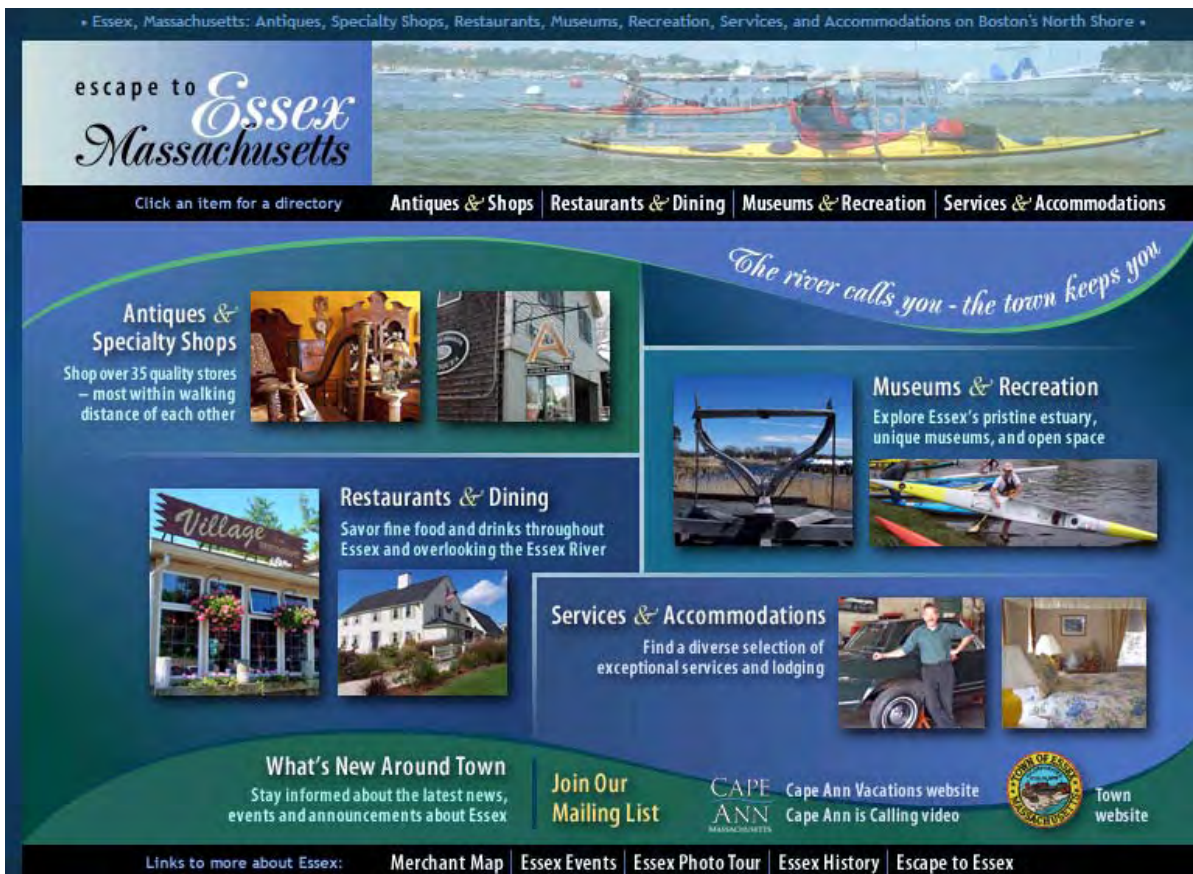 • Essex, Massachusetts: Antiques, Specialty Shops, Restaurants, Museums, Recreation, Services, and Accommodations on Boston's North Shore •
escape to Essex
Massachusetts
Click an item for a directory
Antiques & Shops | Restaurants & Dining | Museums & Recreation | Services & Accommodations
The river calls you - the town keeps you
Antiques &
Specialty Shops
Shop over 35 quality stores
– most within walking
distance of each other
A
Museums & Recreation
Explore Essex's pristine estuary,
unique museums, and open space
Village
Restaurants & Dining
Savor fine food and drinks throughout
Essex and overlooking the Essex River
Services & Accommodations
Find a diverse selection of
exceptional services and lodging
What's New Around Town
Stay informed about the latest news,
events and announcements about Essex
Join Our
Mailing List
CAPE
ANN
MASSACHUSETTS
Cape Ann Vacations website
Cape Ann is Calling video
TOWN OF ESSEX
MASSACHUSETTS
Town
website
Links to more about Essex:
Merchant Map | Essex Events | Essex Photo Tour | Essex History | Escape to Essex